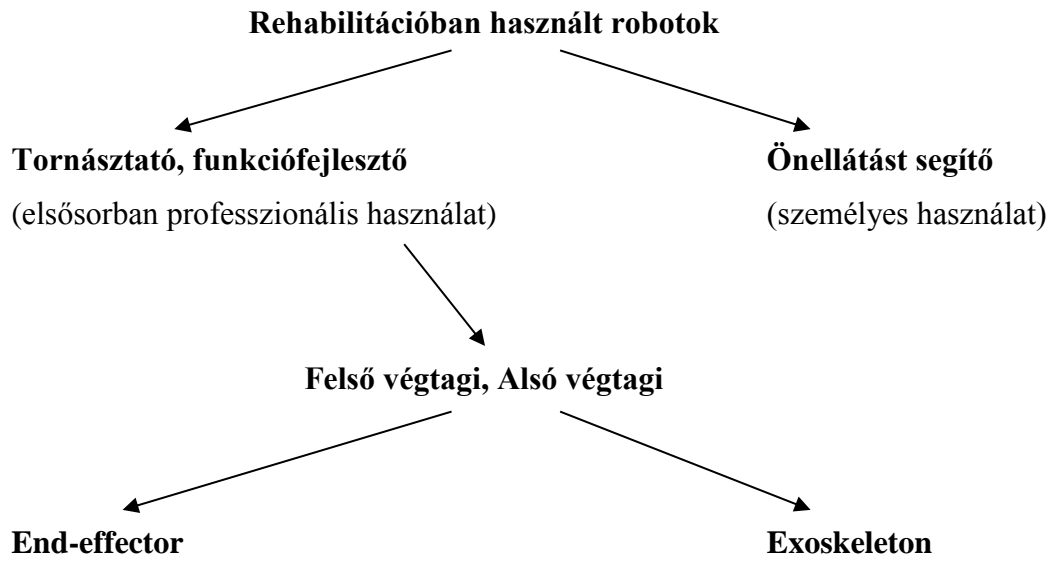 Rehabilitációban használt robotok
Tornásztató, funkciófejlesztő
Önellátást segítő
(elsősorban professzionális használat)
(személyes használat)
Felső végtagi, Alsó végtagi
End-effector
Exoskeleton